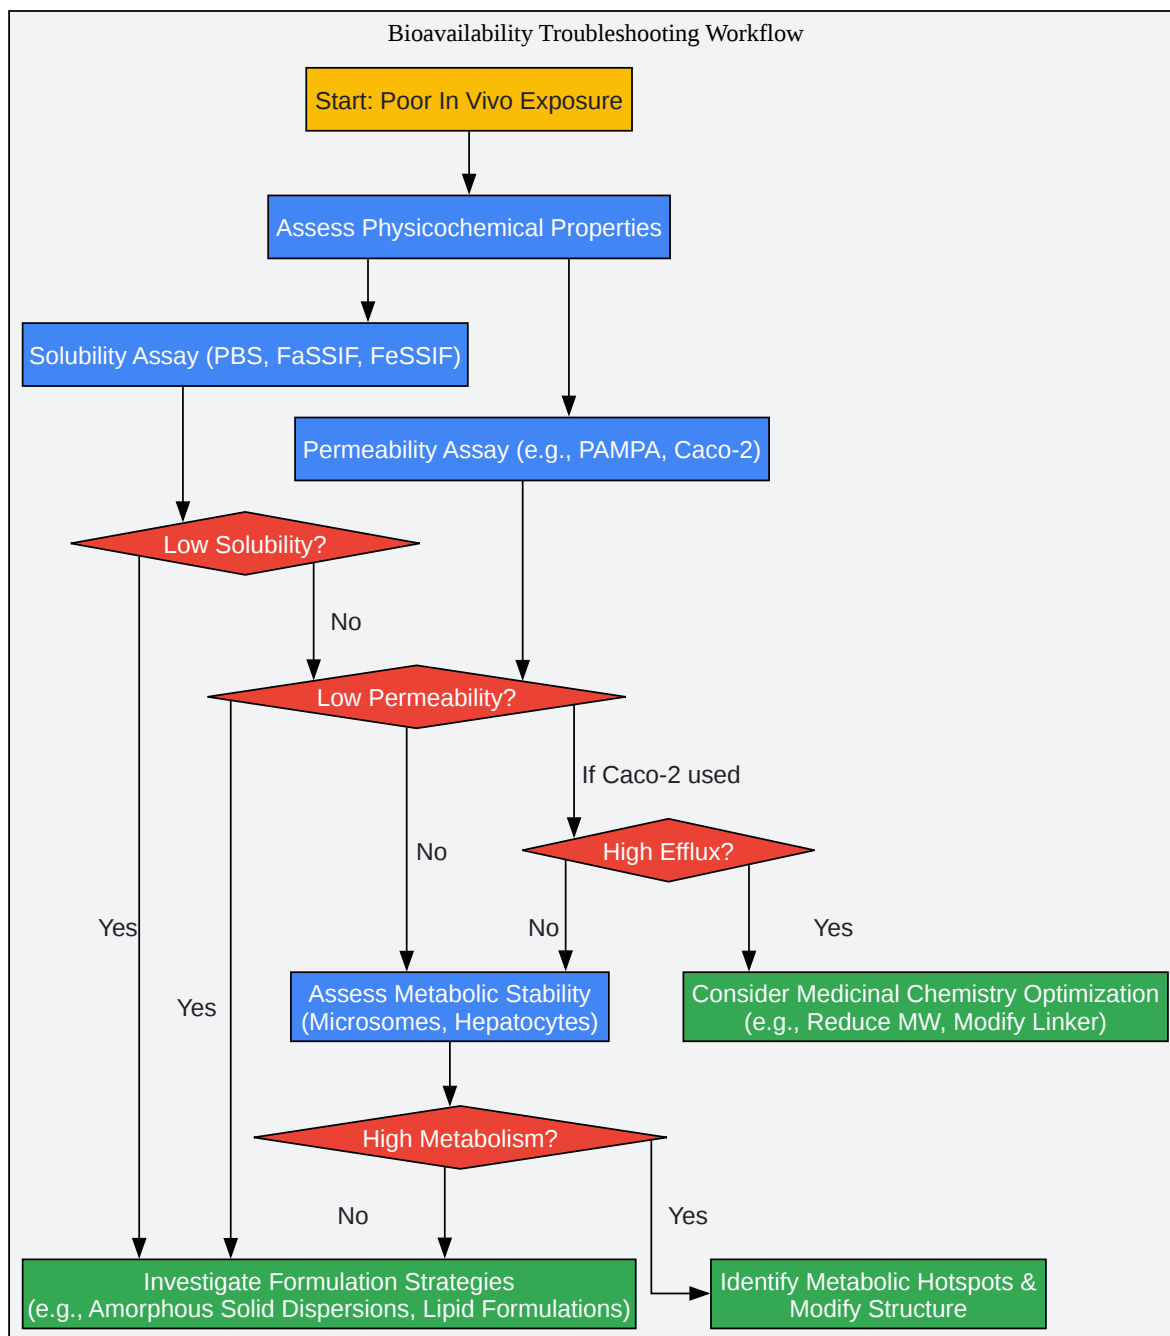 Bioavailability Troubleshooting Workflow
Start: Poor In Vivo Exposure
Assess Physicochemical Properties
Solubility Assay (PBS, FaSSIF, FeSSIF)
Permeability Assay (e.g., PAMPA, Caco-2)
Low Solubility?
No
Low Permeability?
If Caco-2 used
No
High Efflux?
Yes
No
Yes
Yes
Assess Metabolic Stability
(Microsomes, Hepatocytes)
Consider Medicinal Chemistry Optimization
(e.g., Reduce MW, Modify Linker)
High Metabolism?
No
Yes
Investigate Formulation Strategies
(e.g., Amorphous Solid Dispersions, Lipid Formulations)
Identify Metabolic Hotspots &
Modify Structure